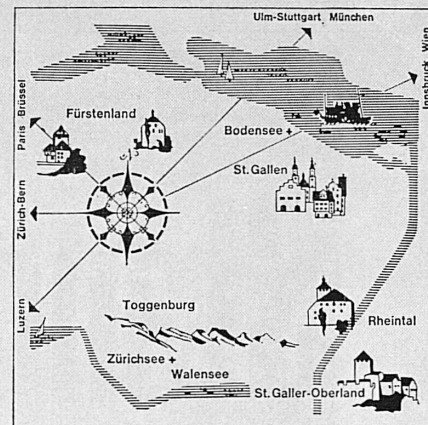 Ulm-Stuttgart München
Innsbruck Wien
Paris Brüssel
Fürstenland
Bodensee +
St.Gallen
Zürich-Bern
Luzern
Toggenburg
Rheintal
Zürichsee +
Walensee
St.Galler-Oberland